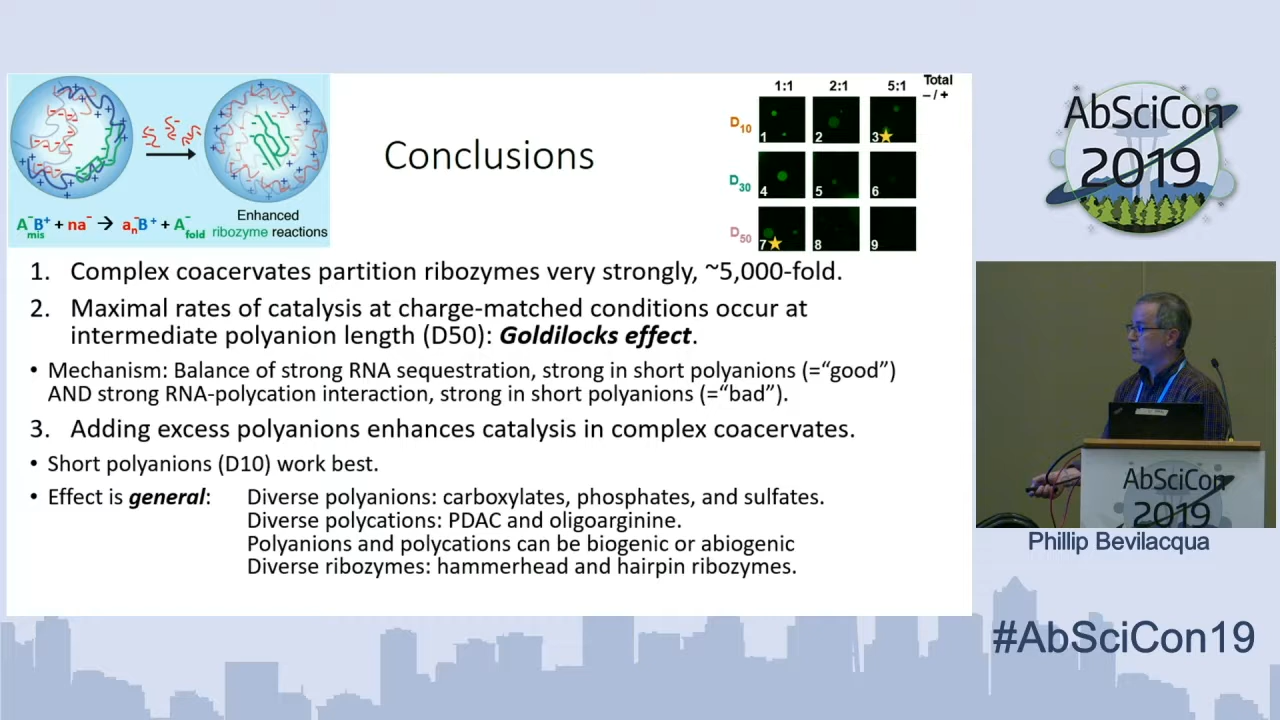 A⁻mis B⁺ + na⁻ → aₙ⁻B⁺ + A⁻fold
Enhanced
ribozyme reactions
Conclusions
1:1 2:1 5:1 Total
– / +
D10 1 2 3
D30 4 5 6
D50 7 8 9
1. Complex coacervates partition ribozymes very strongly, ~5,000-fold.
2. Maximal rates of catalysis at charge-matched conditions occur at
intermediate polyanion length (D50): Goldilocks effect.
• Mechanism: Balance of strong RNA sequestration, strong in short polyanions (=“good”)
AND strong RNA-polycation interaction, strong in short polyanions (=“bad”).
3. Adding excess polyanions enhances catalysis in complex coacervates.
• Short polyanions (D10) work best.
• Effect is general: Diverse polyanions: carboxylates, phosphates, and sulfates.
Diverse polycations: PDAC and oligoarginine.
Polyanions and polycations can be biogenic or abiogenic
Diverse ribozymes: hammerhead and hairpin ribozymes.
AbSciCon
2019
AbSciCon
2019
Phillip Bevilacqua
#AbSciCon19